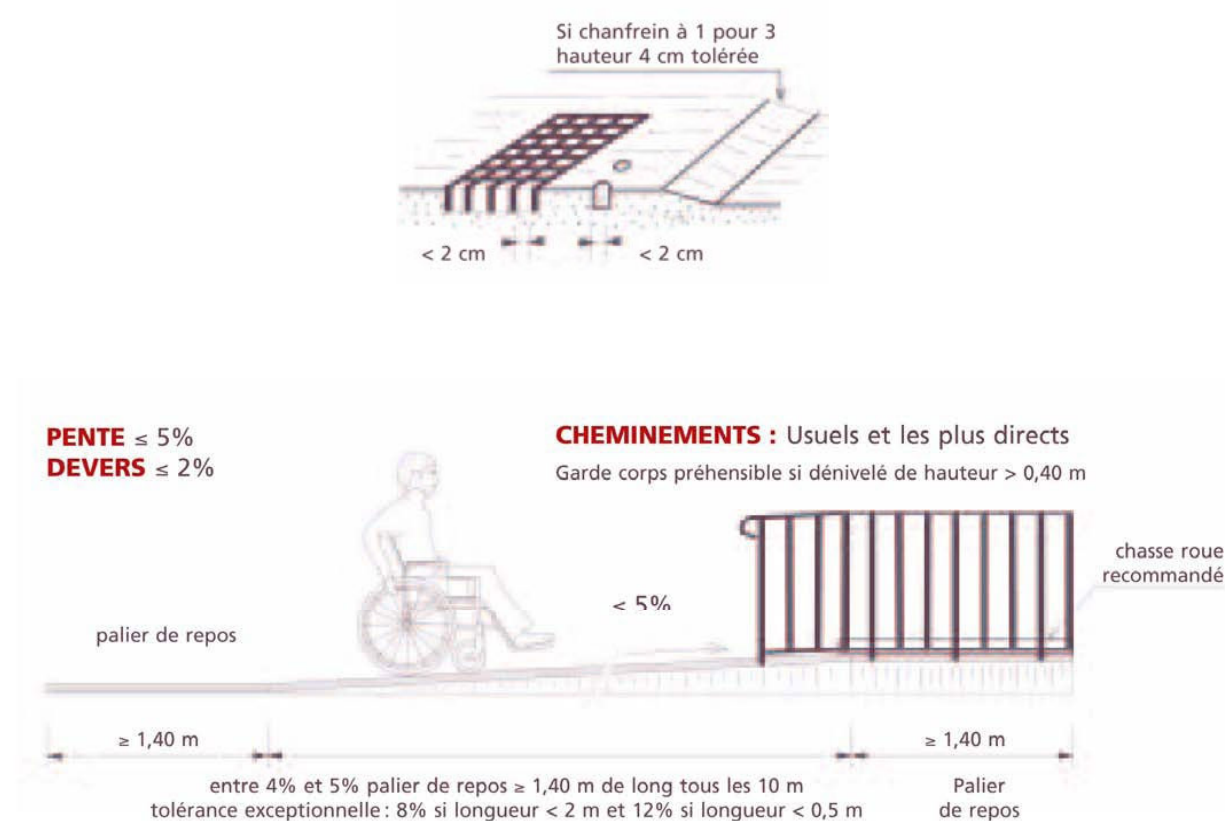 Si chanfrein à 1 pour 3
hauteur 4 cm tolérée
< 2 cm
< 2 cm
PENTE ≤ 5%
DEVERS ≤ 2%
CHEMINEMENTS : Usuels et les plus directs
Garde corps préhensible si dénivelé de hauteur > 0,40 m
chasse roue
recommandé
< 5%
palier de repos
≥ 1,40 m
≥ 1,40 m
entre 4% et 5% palier de repos ≥ 1,40 m de long tous les 10 m
tolérance exceptionnelle : 8% si longueur < 2 m et 12% si longueur < 0,5 m
Palier
de repos